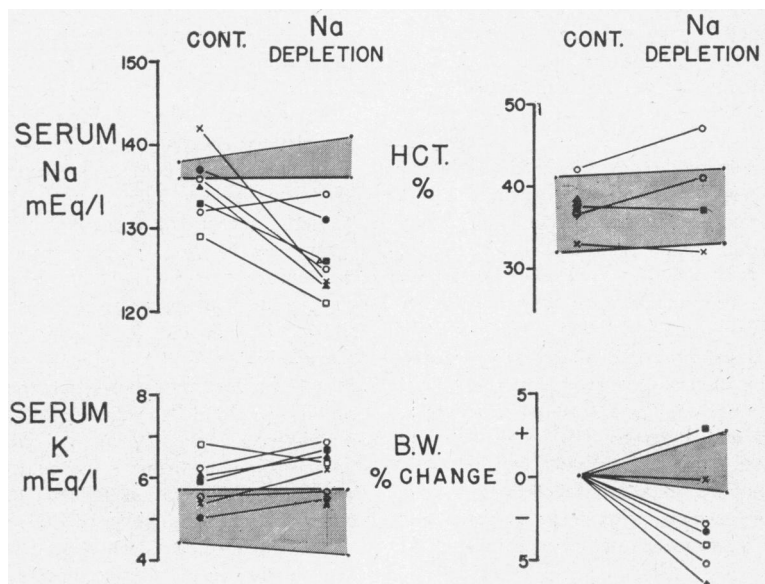 CONT.
Na
DEPLETION
CONT.
Na
DEPLETION
150
140
130
120
SERUM
Na
mEq/l
50
40
30
HCT.
%
8
6
4
SERUM
K
mEq/l
5
+
0
−
5
B.W.
% CHANGE